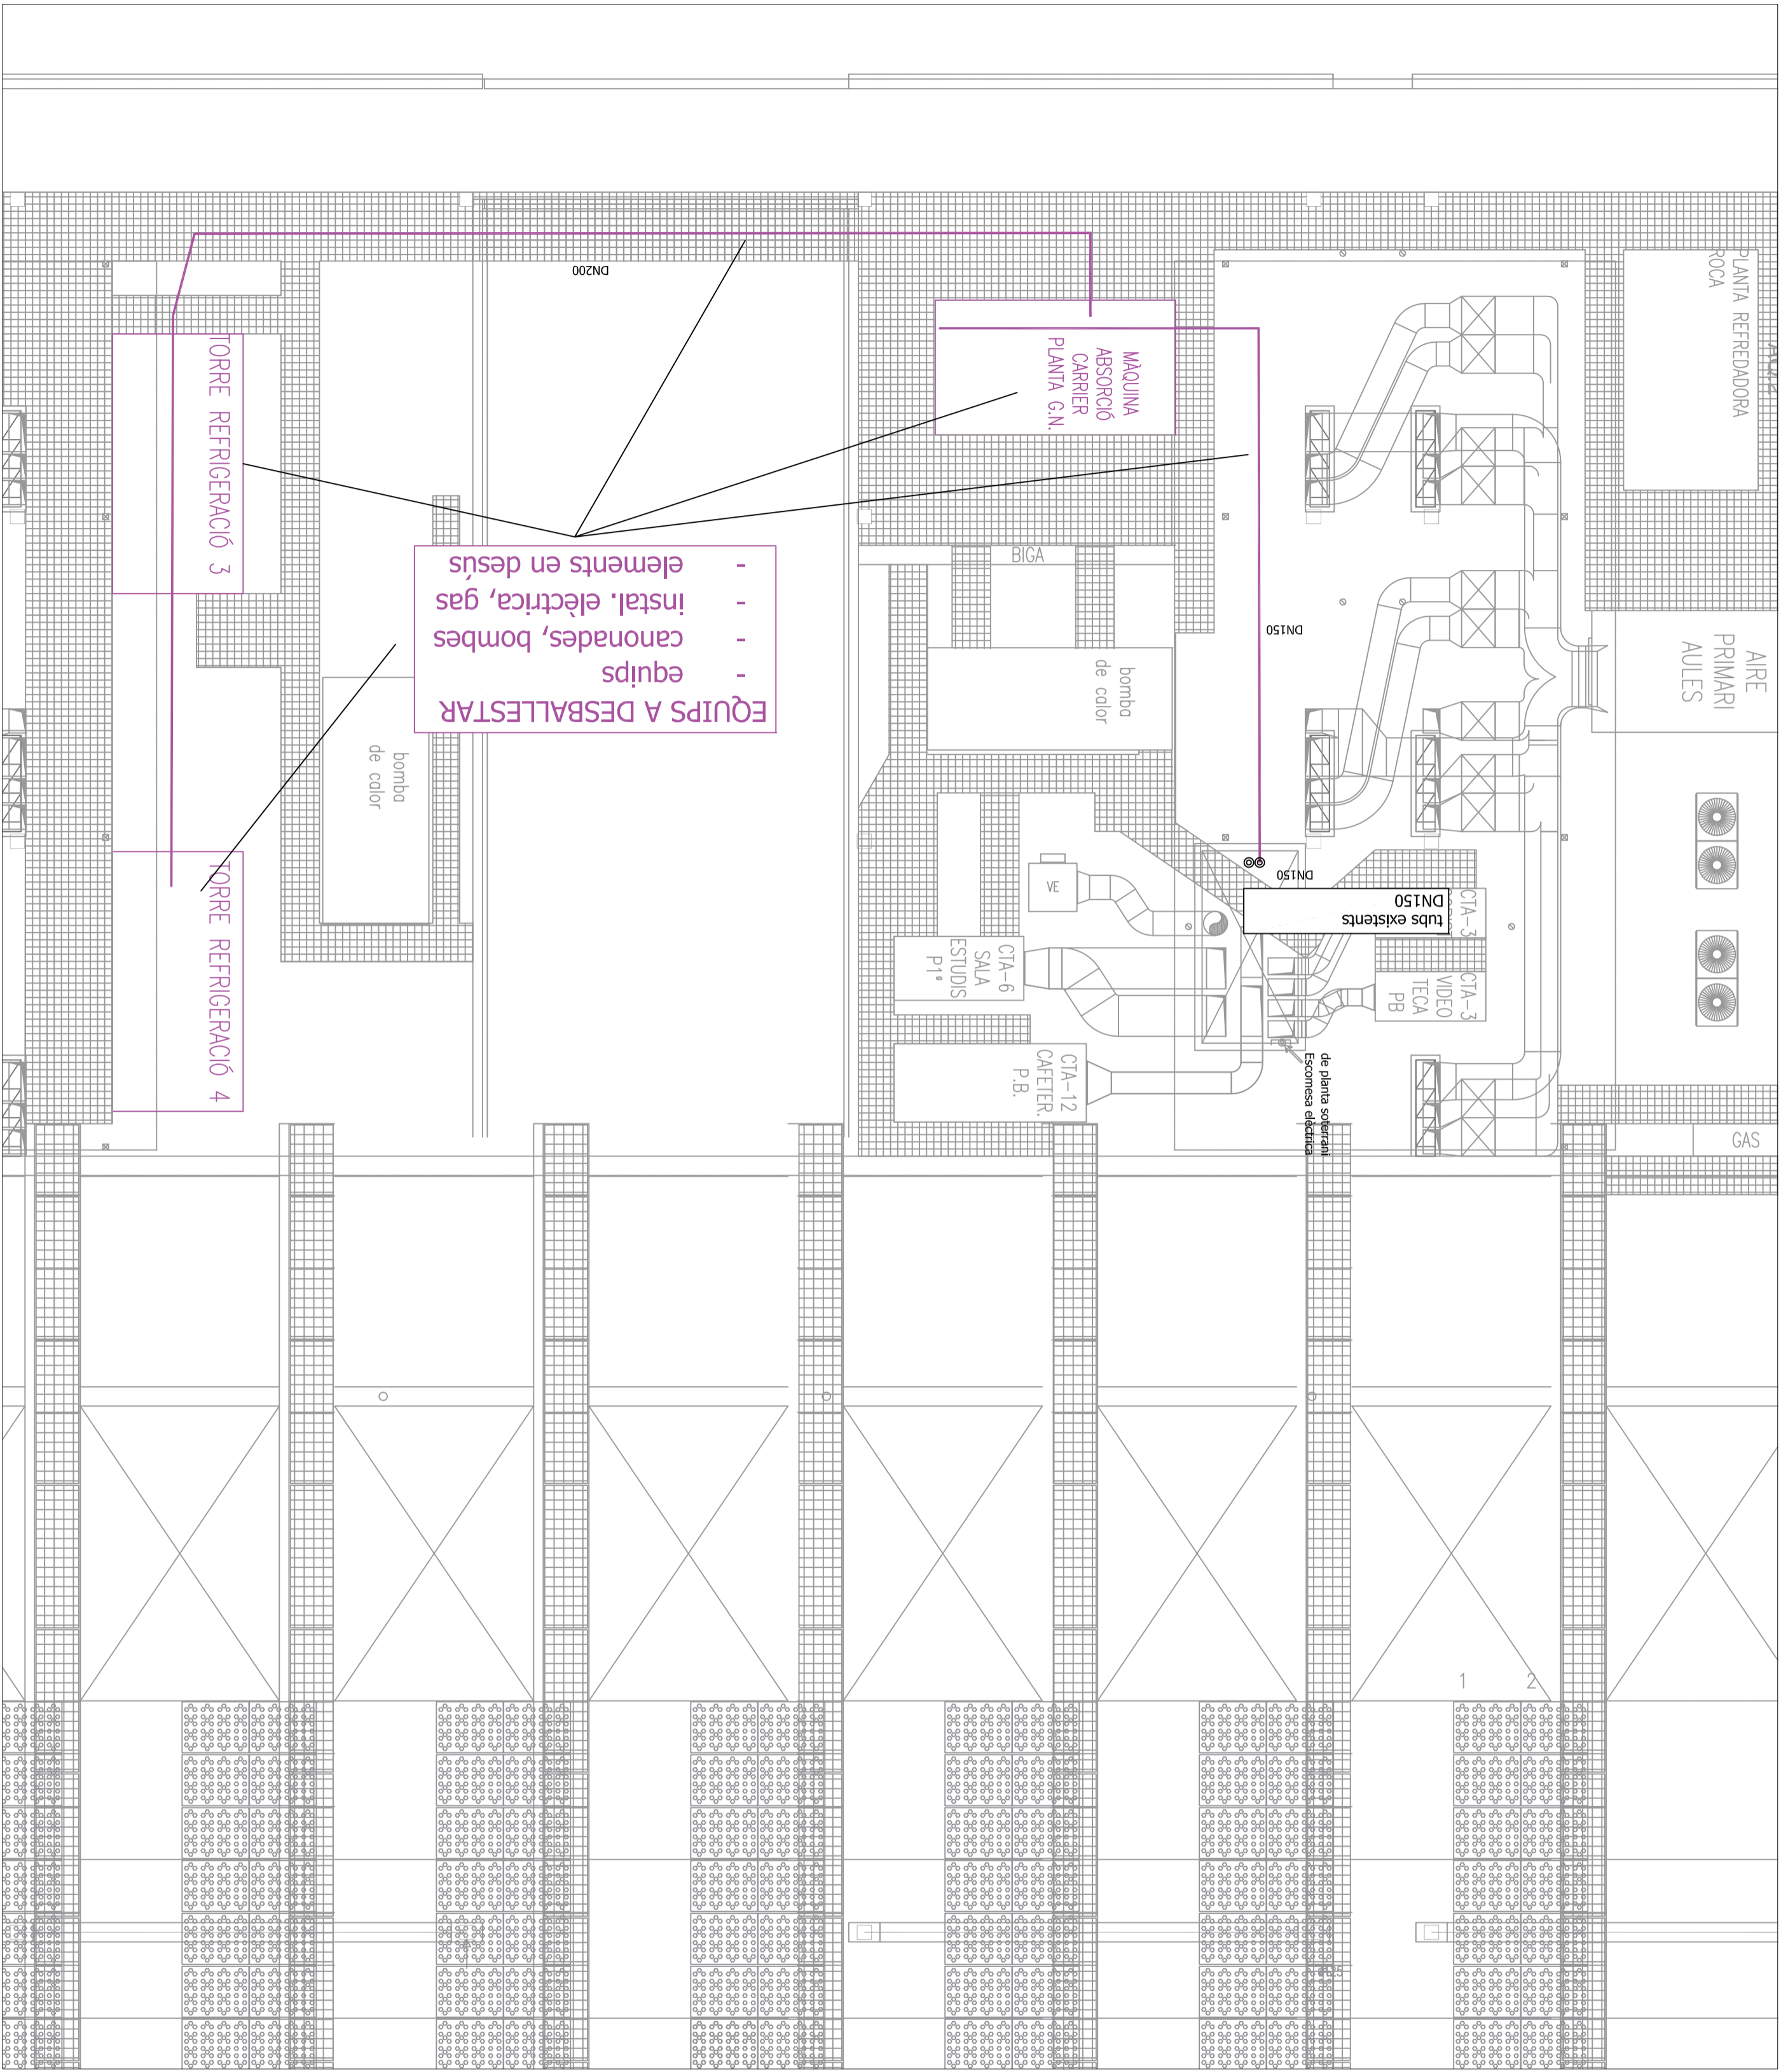 DN200
TORRE REFRIGERACIÓ 3
TORRE REFRIGERACIÓ 4
EQUIPS A DESBALLESTAR
- equips
- canonades, bombes
- instal. elèctrica, gas
- elements en desús
bomba
de calor
MÀQUINA
ABSORCIÓ
CARRIER
PLANTA G.N.
BIGA
bomba
de calor
DN150
PLANTA REFREDADORA
ROCA
AIRE
PRIMARI
AULES
VE
DN150
tubs existents
DN150
CTA-3
CTA-3
VIDEO
TECA
PB
CTA-6
SALA
ESTUDIS
P1ª
CTA-12
CAFETER.
P.B.
Escomesa elèctrica
de planta soterrani
GAS
1
2